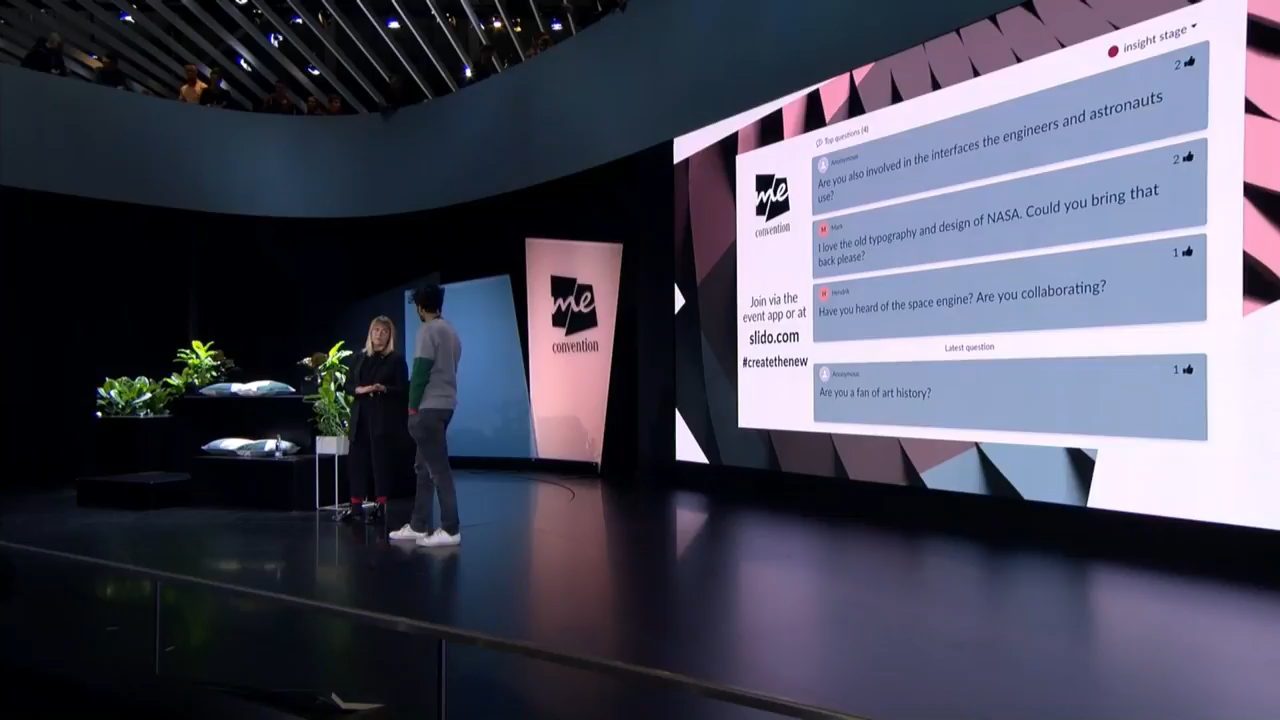 insight stage
Top questions (4)
2
Anonymous
Are you also involved in the interfaces the engineers and astronauts
use?
2
M
Mark
I love the old typography and design of NASA. Could you bring that
back please?
1
H
Hendrik
Have you heard of the space engine? Are you collaborating?
Latest question
1
Anonymous
Are you a fan of art history?
me
convention
Join via the
event app or at
slido.com
#createthenew
me
convention